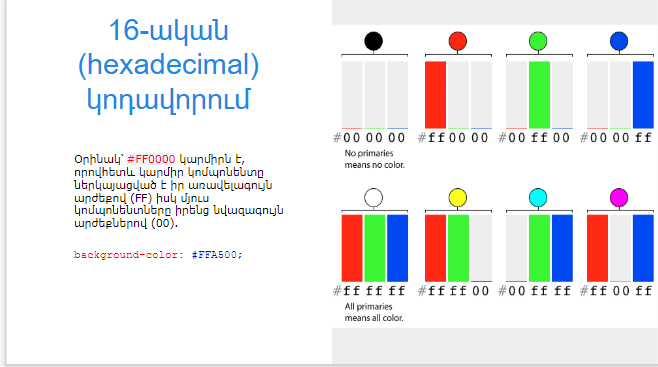 16-ական
(hexadecimal)
կոդավորում
Օրինակ՝ #FF0000 կարմիրն է,
որովհետև կարմիր կոմպոնենտը
ներկայացված է իր առավելագույն
արժեքով (FF) իսկ մյուս
կոմպոնենտները իրենց նվազագույն
արժեքներով (00).
background-color: #FFA500;
#00 00 00 #ff 00 00 #00 ff 00 #00 00 ff
No primaries
means no color.
#ff ff ff #ff ff 00 #00 ff ff #ff 00 ff
All primaries
means all color.